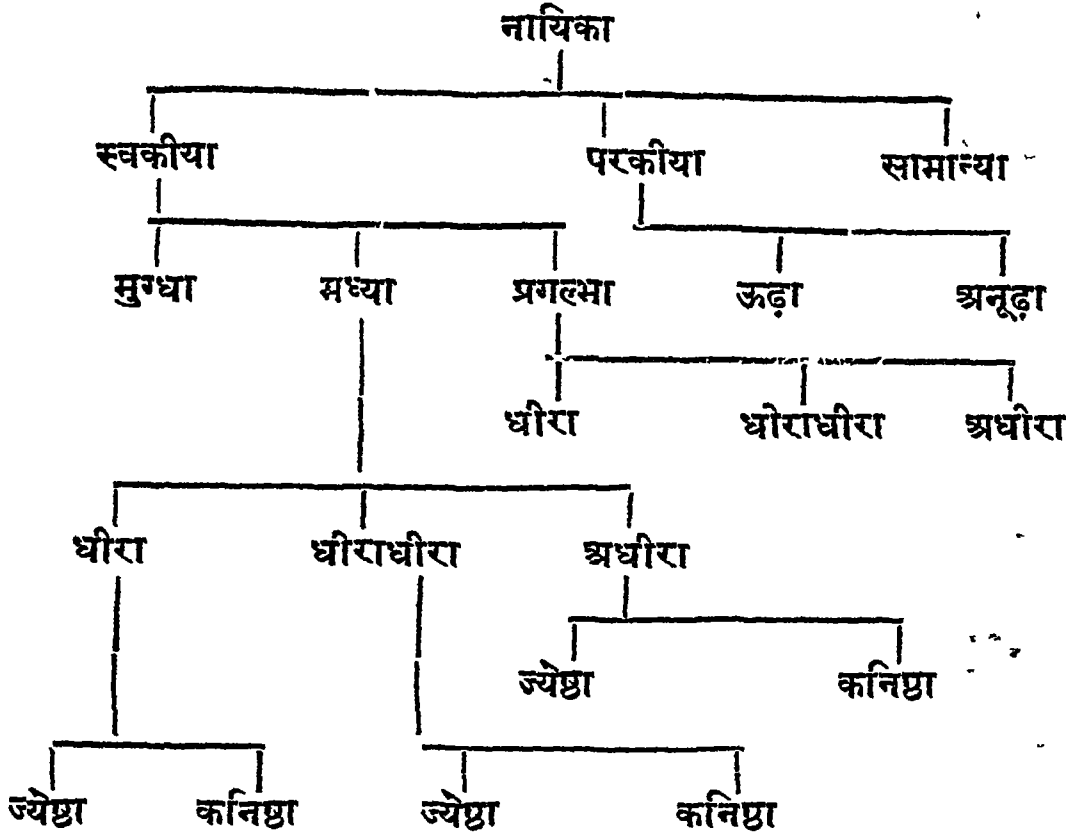 नायिका
स्वकीया परकीया सामान्या
मुग्धा मध्या प्रगल्भा ऊढ़ा अनूढ़ा
धीरा धोराधीरा अधीरा
धीरा धीराधीरा अधीरा
ज्येष्ठा कनिष्ठा
ज्येष्ठा कनिष्ठा ज्येष्ठा कनिष्ठा